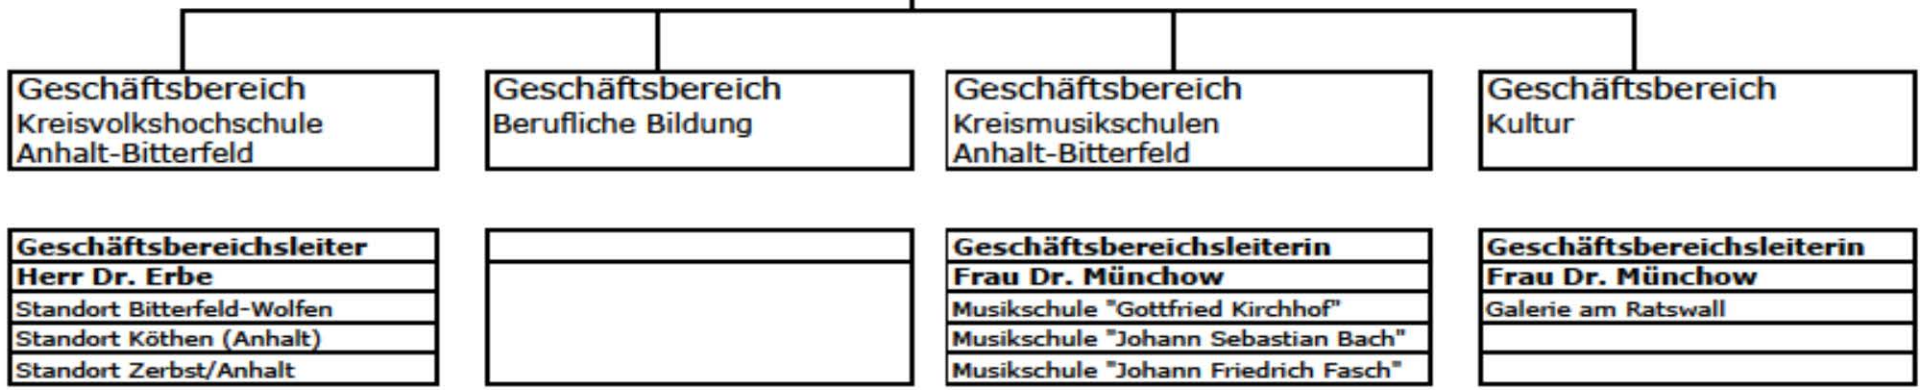 Geschäftsbereich
Kreisvolkshochschule
Anhalt-Bitterfeld
Geschäftsbereich
Berufliche Bildung
Geschäftsbereich
Kreismusikschulen
Anhalt-Bitterfeld
Geschäftsbereich
Kultur
Geschäftsbereichsleiter
Herr Dr. Erbe
Standort Bitterfeld-Wolfen
Standort Köthen (Anhalt)
Standort Zerbst/Anhalt
Geschäftsbereichsleiterin
Frau Dr. Münchow
Musikschule "Gottfried Kirchhof"
Musikschule "Johann Sebastian Bach"
Musikschule "Johann Friedrich Fasch"
Geschäftsbereichsleiterin
Frau Dr. Münchow
Galerie am Ratswall